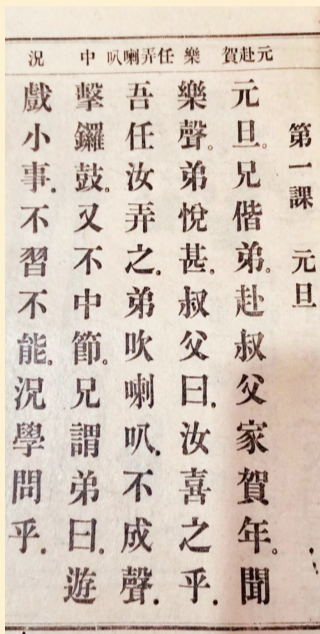 元赴賀 樂 任弄喇叭 中 況
第一課 元旦
元旦。兄偕弟。赴叔父家賀年。聞
樂聲。弟悅甚.叔父曰.汝喜之乎.
吾任汝弄之.弟吹喇叭.不成聲.
擊鑼鼓。又不中節。兄謂弟曰。遊
戲小事.不習不能。況學問乎.